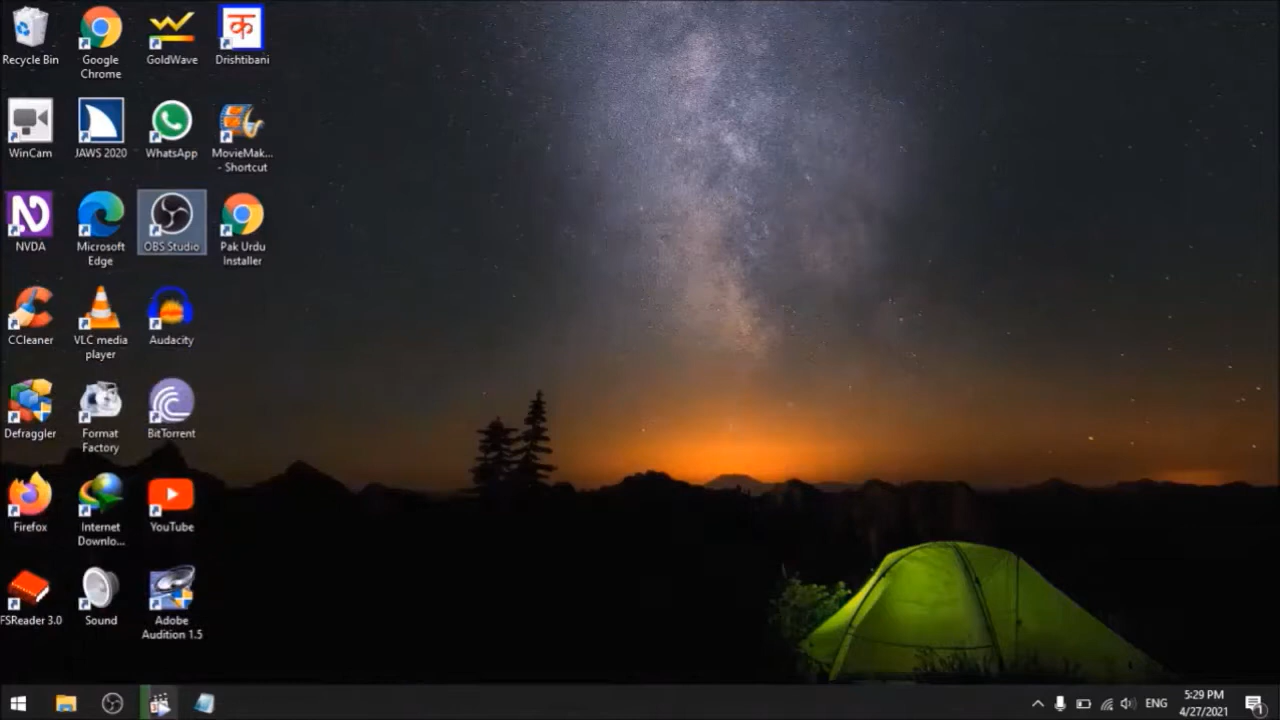 Recycle Bin
Google
Chrome
GoldWave
क
Drishtibani
WinCam
JAWS 2020
WhatsApp
MovieMak...
- Shortcut
NVDA
Microsoft
Edge
OBS Studio
Pak Urdu
Installer
CCleaner
VLC media
player
Audacity
Defraggler
Format
Factory
BitTorrent
Firefox
Internet
Downlo...
YouTube
FSReader 3.0
Sound
Adobe
Audition 1.5
ENG
5:29 PM
4/27/2021
1